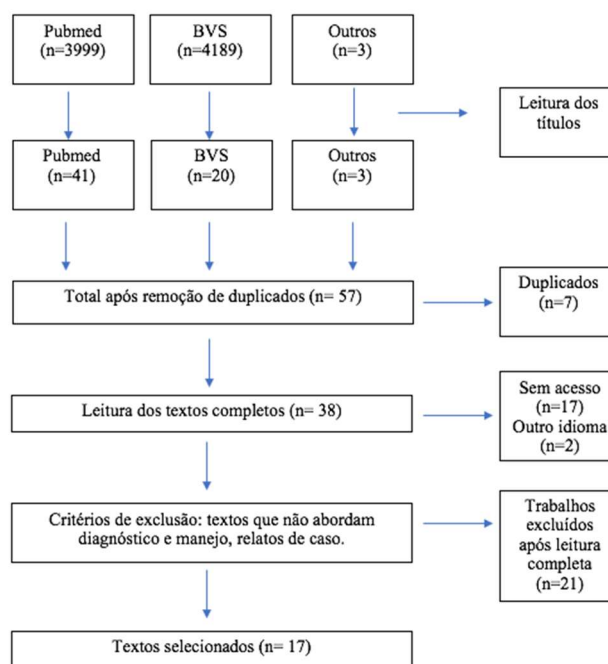 Pubmed
(n=3999)
BVS
(n=4189)
Outros
(n=3)
Leitura dos
títulos
Pubmed
(n=41)
BVS
(n=20)
Outros
(n=3)
Total após remoção de duplicados (n= 57)
Duplicados
(n=7)
Leitura dos textos completos (n= 38)
Sem acesso
(n=17)
Outro idioma
(n=2)
Critérios de exclusão: textos que não abordam
diagnóstico e manejo, relatos de caso.
Trabalhos
excluídos
após leitura
completa
(n=21)
Textos selecionados (n= 17)